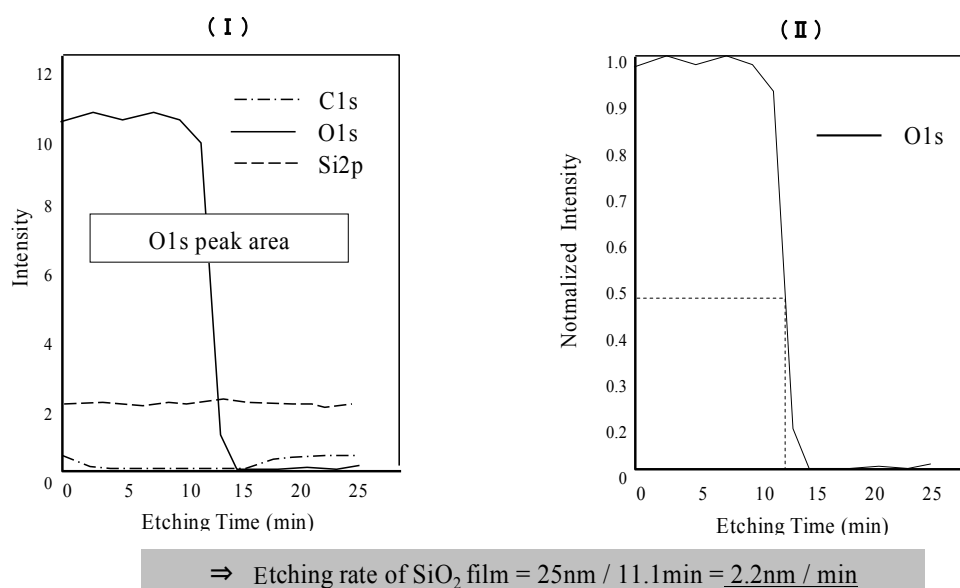 ( I )
12
10
8
6
4
2
0
Intensity
C1s
O1s
Si2p
O1s peak area
0 5 10 15 20 25
Etching Time (min)
( II )
1.0
0.9
0.8
0.7
0.6
0.5
0.4
0.3
0.2
0
Notmalized Intensity
O1s
0 5 10 15 20 25
Etching Time (min)
⇒ Etching rate of SiO₂ film = 25nm / 11.1min = 2.2nm / min